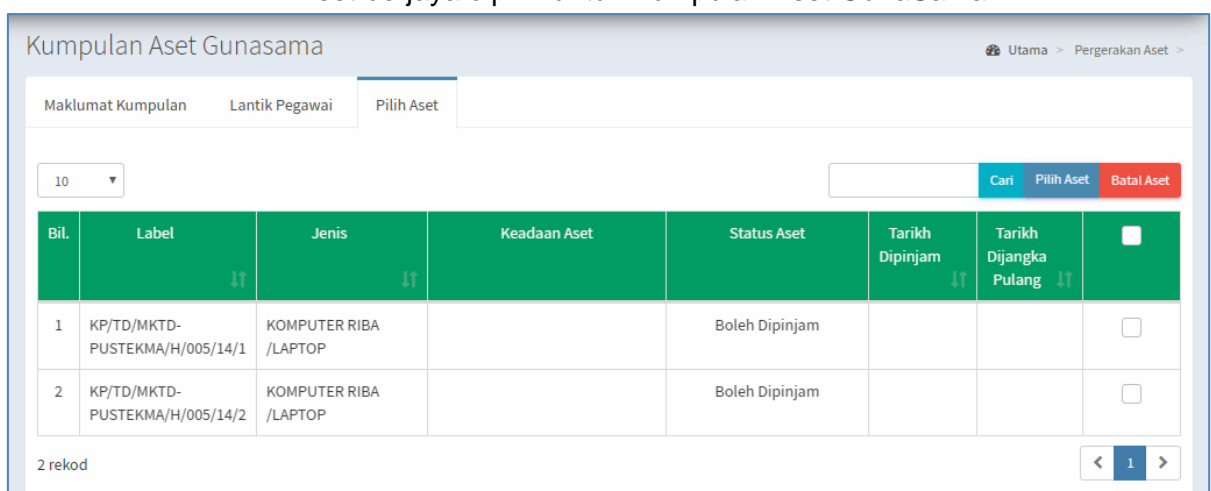 Kumpulan Aset Gunasama
Utama > Pergerakan Aset >
Maklumat Kumpulan Lantik Pegawai Pilih Aset
10 Cari Pilih Aset Batal Aset
Bil. Label Jenis Keadaan Aset Status Aset Tarikh Dipinjam Tarikh Dijangka Pulang
1 KP/TD/MKTD-PUSTEKMA/H/005/14/1 KOMPUTER RIBA /LAPTOP Boleh Dipinjam
2 KP/TD/MKTD-PUSTEKMA/H/005/14/2 KOMPUTER RIBA /LAPTOP Boleh Dipinjam
2 rekod
< 1 >